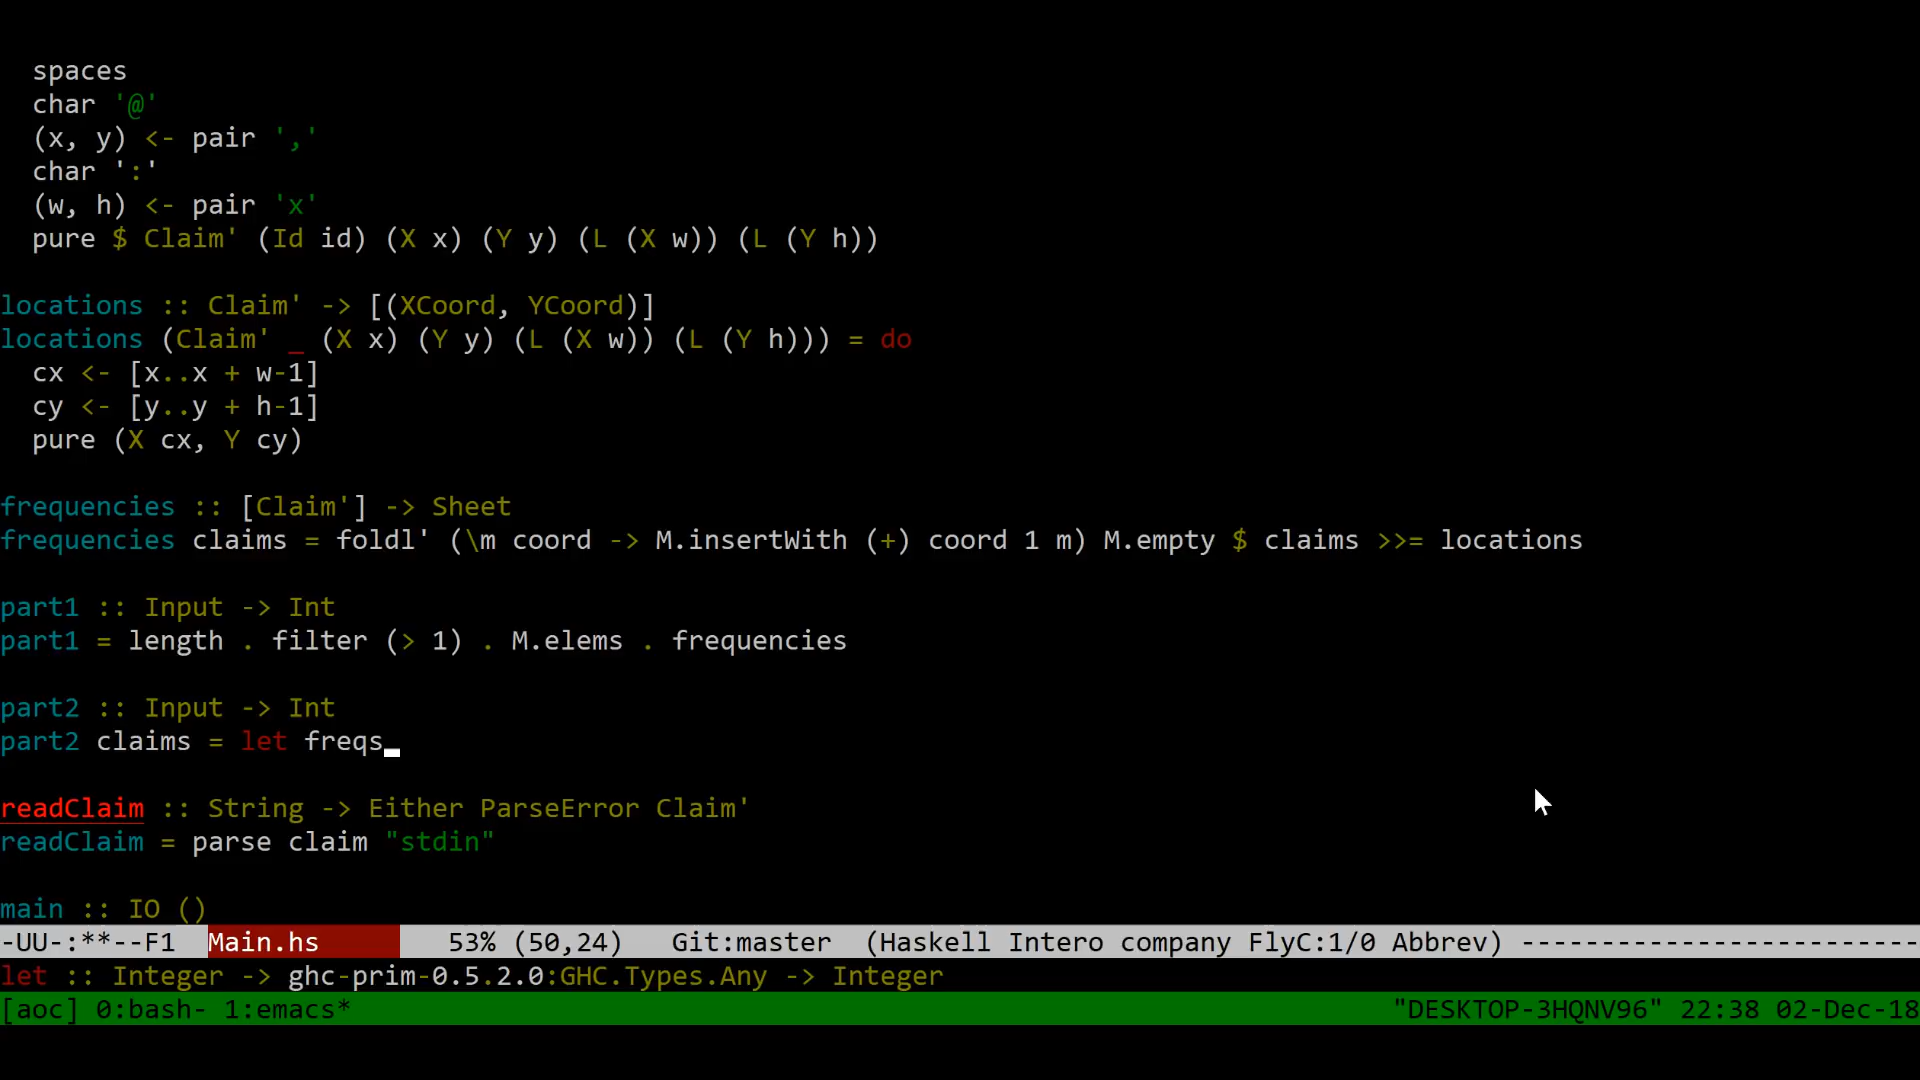 spaces
char '@'
(x, y) <- pair ','
char ':'
(w, h) <- pair 'x'
pure $ Claim' (Id id) (X x) (Y y) (L (X w)) (L (Y h))
locations :: Claim' -> [(XCoord, YCoord)]
locations (Claim' _ (X x) (Y y) (L (X w)) (L (Y h))) = do
cx <- [x..x + w-1]
cy <- [y..y + h-1]
pure (X cx, Y cy)
frequencies :: [Claim'] -> Sheet
frequencies claims = foldl' (\m coord -> M.insertWith (+) coord 1 m) M.empty $ claims >>= locations
part1 :: Input -> Int
part1 = length . filter (> 1) . M.elems . frequencies
part2 :: Input -> Int
part2 claims = let freqs
readClaim :: String -> Either ParseError Claim'
readClaim = parse claim "stdin"
main :: IO ()
-UU-:**--F1  Main.hs        53% (50,24)   Git:master  (Haskell Intero company FlyC:1/0 Abbrev) -------------------------
let :: Integer -> ghc-prim-0.5.2.0:GHC.Types.Any -> Integer
[aoc] 0:bash- 1:emacs* "DESKTOP-3HQNV96" 22:38 02-Dec-18